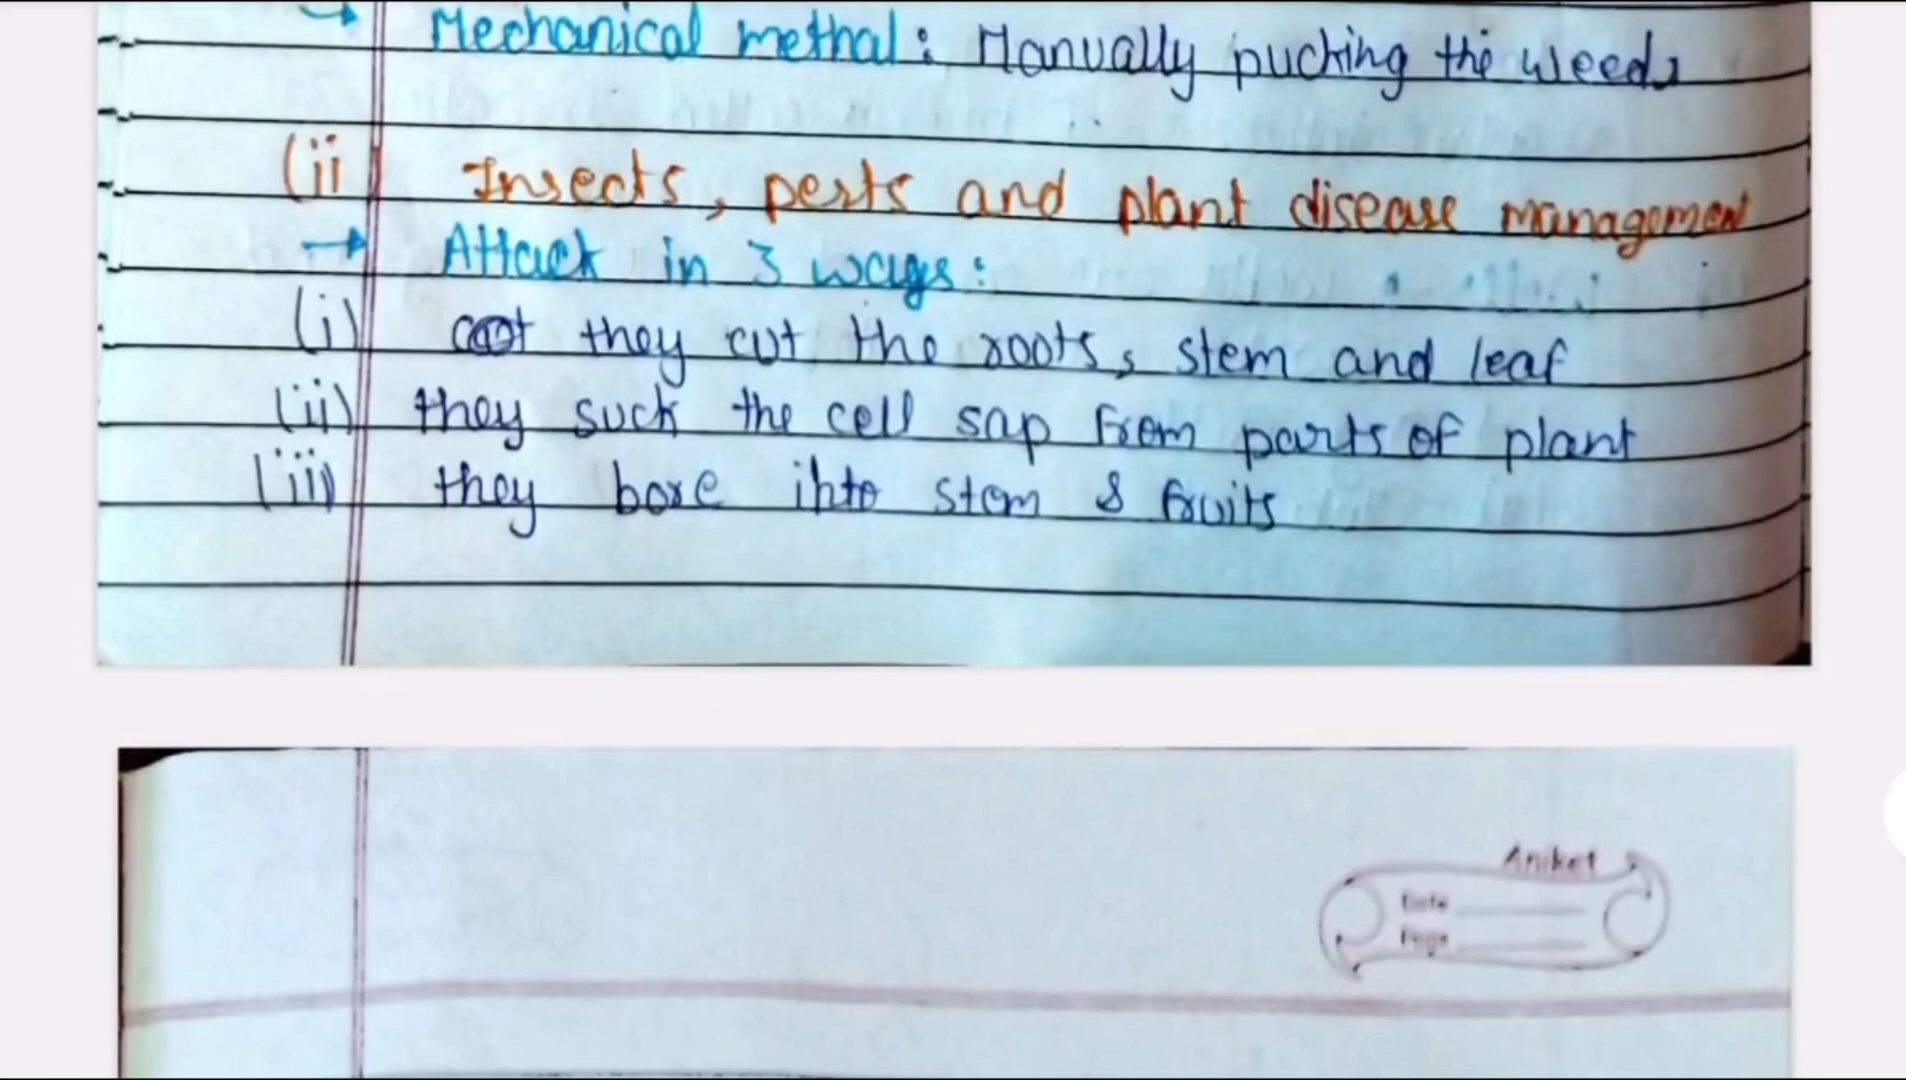 → Mechanical methal: Manually pucking the weeds
(ii Insects, pests and plant disease managemen
→ Attack in 3 ways:
(i) they cut the roots, stem and leaf
(ii) they suck the cell sap from parts of plant
(iii) they bore into stem & fruits
Aniket
Date
Page